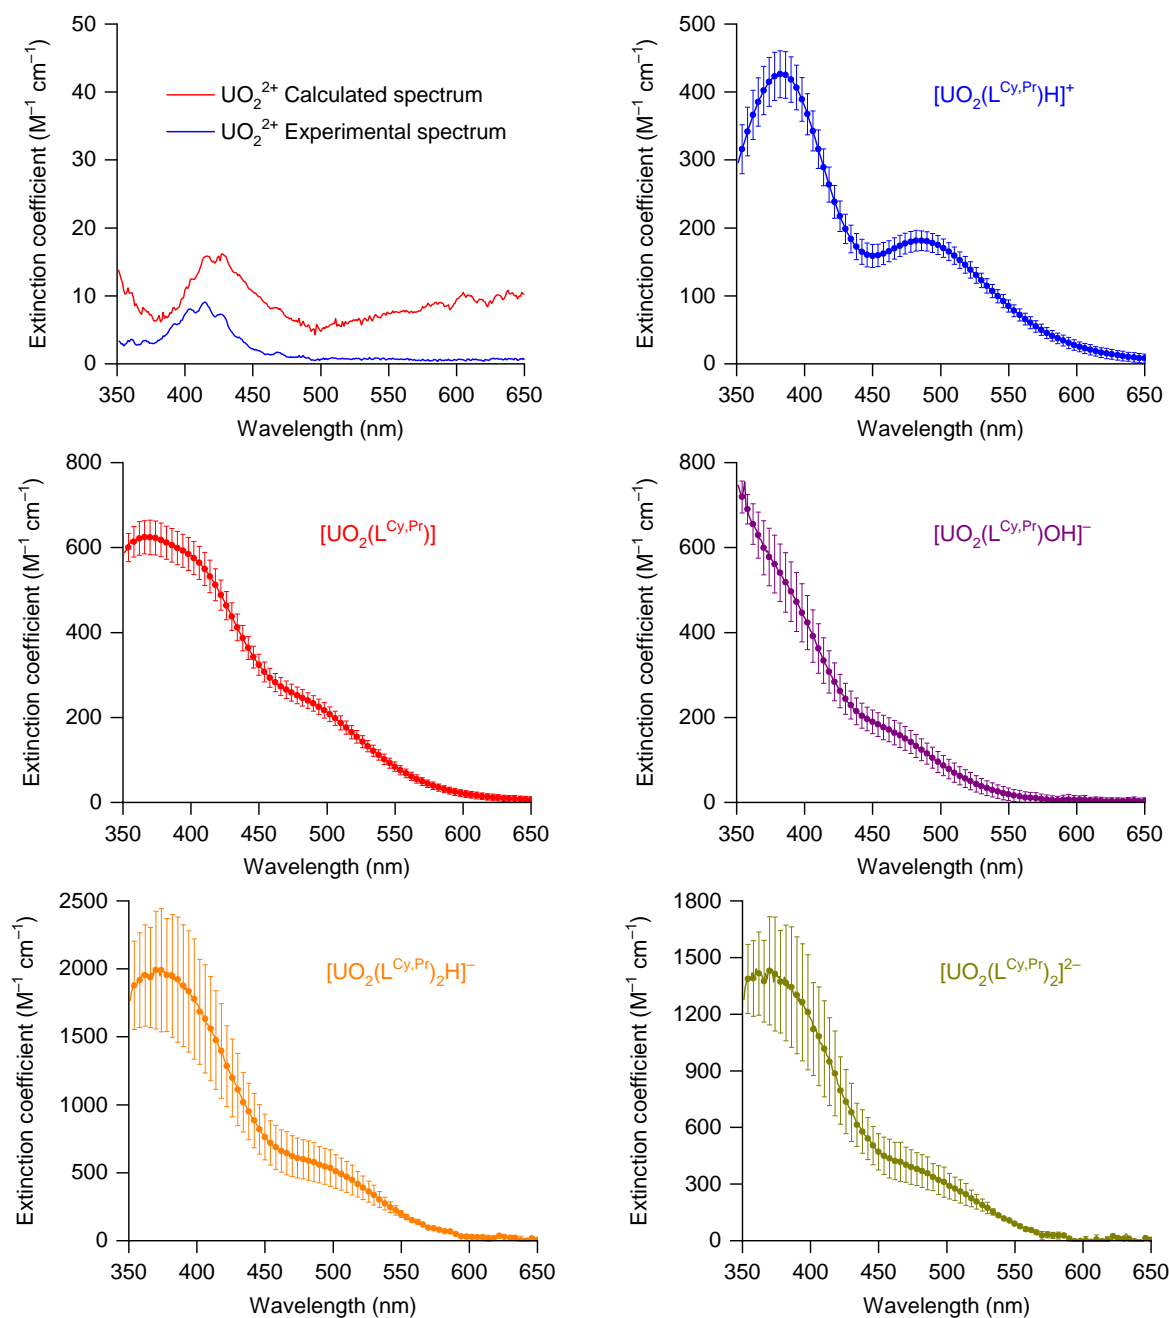 50
40
30
20
10
0
Extinction coefficient (M⁻¹ cm⁻¹)
UO₂²⁺ Calculated spectrum
UO₂²⁺ Experimental spectrum
350 400 450 500 550 600 650
Wavelength (nm)
500
400
300
200
100
0
Extinction coefficient (M⁻¹ cm⁻¹)
[UO₂(L^Cy,Pr)H]⁺
350 400 450 500 550 600 650
Wavelength (nm)
800
600
400
200
0
Extinction coefficient (M⁻¹ cm⁻¹)
[UO₂(L^Cy,Pr)]
350 400 450 500 550 600 650
Wavelength (nm)
800
600
400
200
0
Extinction coefficient (M⁻¹ cm⁻¹)
[UO₂(L^Cy,Pr)OH]⁻
350 400 450 500 550 600 650
Wavelength (nm)
2500
2000
1500
1000
500
0
Extinction coefficient (M⁻¹ cm⁻¹)
[UO₂(L^Cy,Pr)₂H]⁻
350 400 450 500 550 600 650
Wavelength (nm)
1800
1500
1200
900
600
300
0
Extinction coefficient (M⁻¹ cm⁻¹)
[UO₂(L^Cy,Pr)₂]²⁻
350 400 450 500 550 600 650
Wavelength (nm)